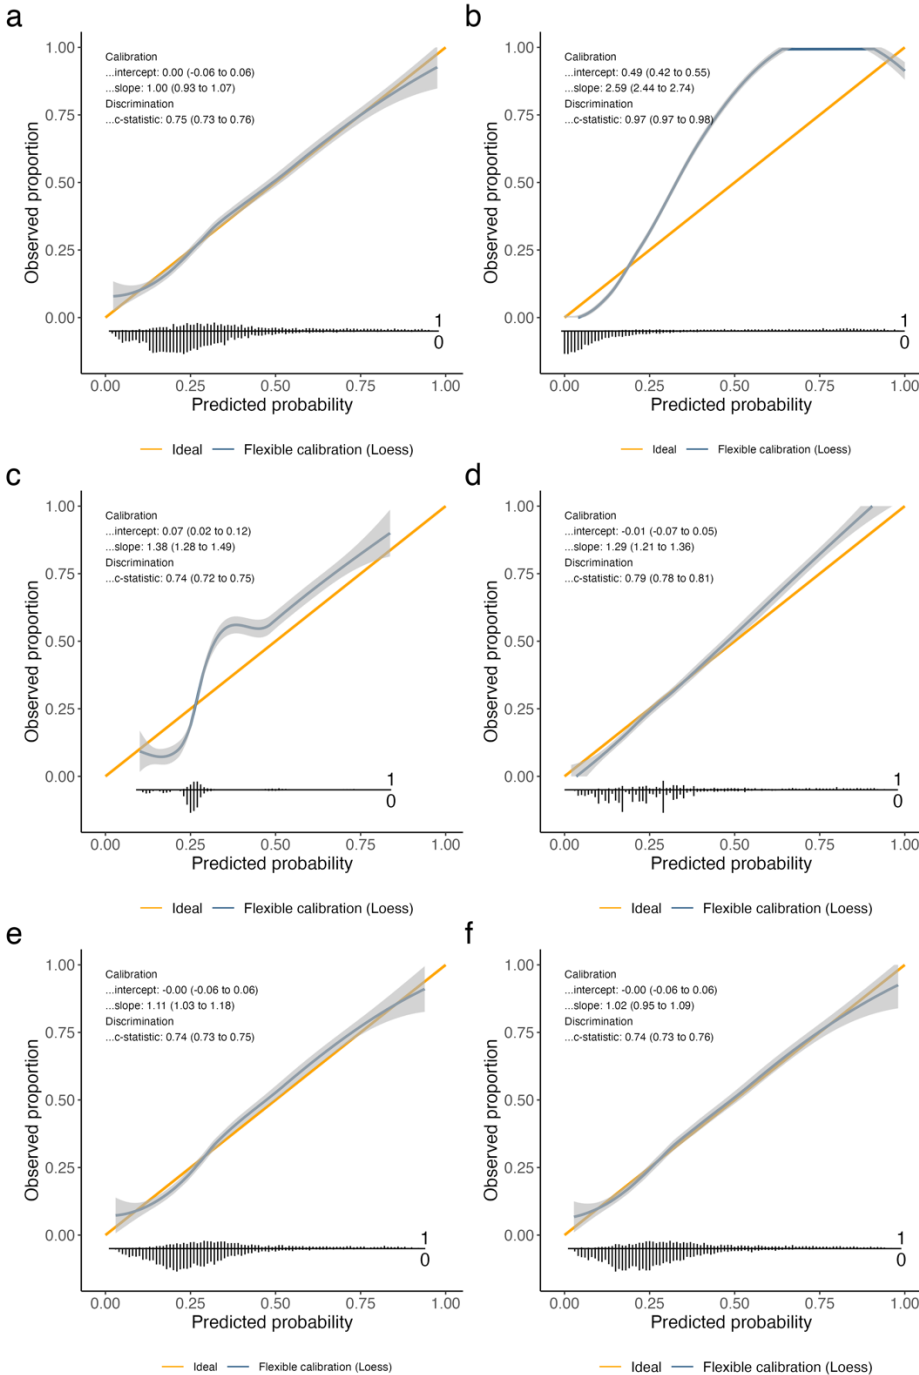 a
1.00
0.75
0.50
0.25
0.00
Observed proportion
Calibration
...intercept: 0.00 (-0.06 to 0.06)
...slope: 1.00 (0.93 to 1.07)
Discrimination
...c-statistic: 0.75 (0.73 to 0.76)
1
0
0.00 0.25 0.50 0.75 1.00
Predicted probability
Ideal Flexible calibration (Loess)
b
1.00
0.75
0.50
0.25
0.00
Observed proportion
Calibration
...intercept: 0.49 (0.42 to 0.55)
...slope: 2.59 (2.44 to 2.74)
Discrimination
...c-statistic: 0.97 (0.97 to 0.98)
1
0
0.00 0.25 0.50 0.75 1.00
Predicted probability
Ideal Flexible calibration (Loess)
c
1.00
0.75
0.50
0.25
0.00
Observed proportion
Calibration
...intercept: 0.07 (0.02 to 0.12)
...slope: 1.38 (1.28 to 1.49)
Discrimination
...c-statistic: 0.74 (0.72 to 0.75)
1
0
0.00 0.25 0.50 0.75 1.00
Predicted probability
Ideal Flexible calibration (Loess)
d
1.00
0.75
0.50
0.25
0.00
Observed proportion
Calibration
...intercept: -0.01 (-0.07 to 0.05)
...slope: 1.29 (1.21 to 1.36)
Discrimination
...c-statistic: 0.79 (0.78 to 0.81)
1
0
0.00 0.25 0.50 0.75 1.00
Predicted probability
Ideal Flexible calibration (Loess)
e
1.00
0.75
0.50
0.25
0.00
Observed proportion
Calibration
...intercept: -0.00 (-0.06 to 0.06)
...slope: 1.11 (1.03 to 1.18)
Discrimination
...c-statistic: 0.74 (0.73 to 0.75)
1
0
0.00 0.25 0.50 0.75 1.00
Predicted probability
Ideal Flexible calibration (Loess)
f
1.00
0.75
0.50
0.25
0.00
Observed proportion
Calibration
...intercept: -0.00 (-0.06 to 0.06)
...slope: 1.02 (0.95 to 1.09)
Discrimination
...c-statistic: 0.74 (0.73 to 0.76)
1
0
0.00 0.25 0.50 0.75 1.00
Predicted probability
Ideal Flexible calibration (Loess)